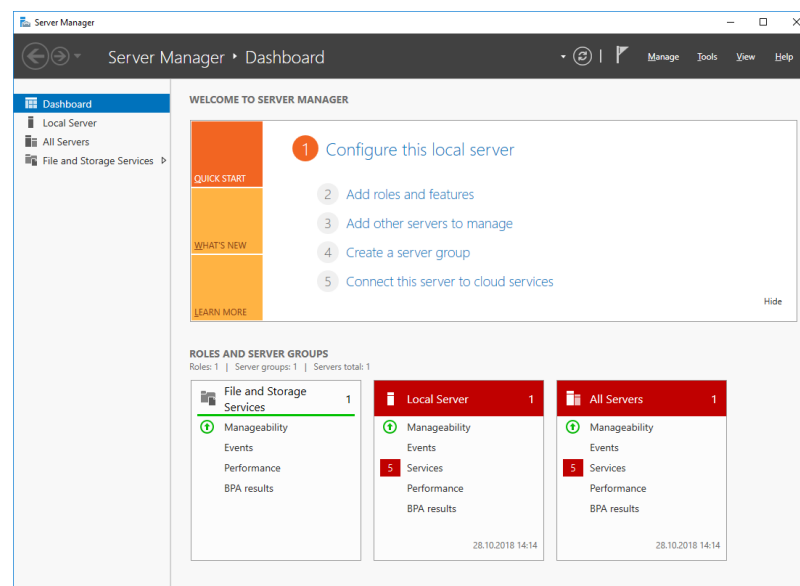 Server Manager
Server Manager • Dashboard
Manage Tools View Help
Dashboard
Local Server
All Servers
File and Storage Services
WELCOME TO SERVER MANAGER
QUICK START
WHAT'S NEW
LEARN MORE
1 Configure this local server
2 Add roles and features
3 Add other servers to manage
4 Create a server group
5 Connect this server to cloud services
Hide
ROLES AND SERVER GROUPS
Roles: 1 | Server groups: 1 | Servers total: 1
File and Storage
Services 1
Manageability
Events
Performance
BPA results
Local Server 1
Manageability
Events
5 Services
Performance
BPA results
28.10.2018 14:14
All Servers 1
Manageability
Events
5 Services
Performance
BPA results
28.10.2018 14:14